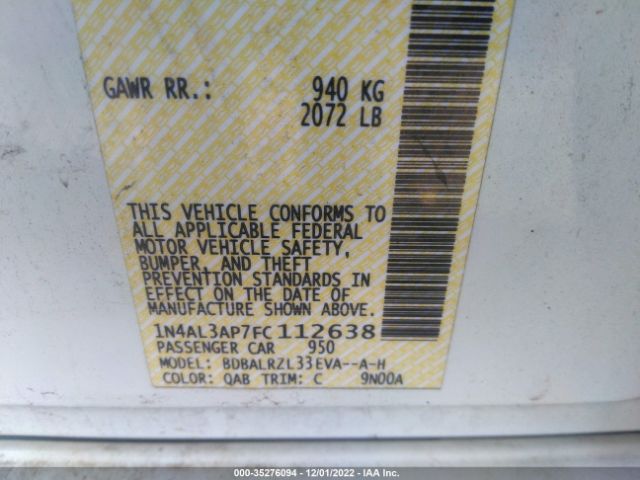 GAWR RR.: 940 KG
2072 LB
THIS VEHICLE CONFORMS TO
ALL APPLICABLE FEDERAL
MOTOR VEHICLE SAFETY,
BUMPER, AND THEFT
PREVENTION STANDARDS IN
EFFECT ON THE DATE OF
MANUFACTURE SHOWN ABOVE.
1N4AL3AP7FC112638
PASSENGER CAR 950
MODEL: BDBALRZL33EVA--A-H
COLOR: QAB TRIM: C 9N00A
000-35276094 - 12/01/2022 - IAA Inc.